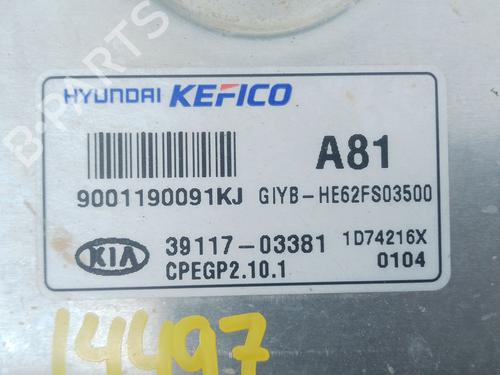 HYUNDAI KEFICO
A81
9001190091KJ GIYB-HE62FS03500
KIA 39117-03381 1D74216X
CPEGP2.10.1 0104
14497
B-PARTS